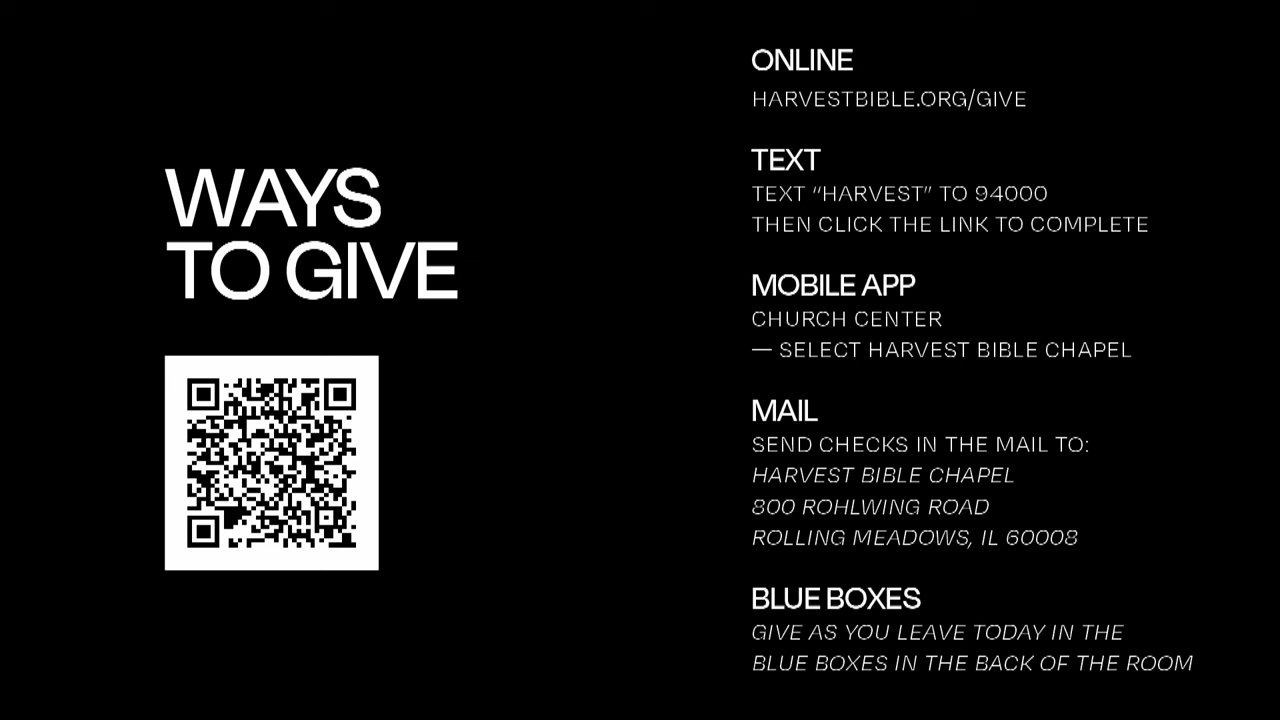 WAYS
TO GIVE
ONLINE
HARVESTBIBLE.ORG/GIVE
TEXT
TEXT “HARVEST” TO 94000
THEN CLICK THE LINK TO COMPLETE
MOBILE APP
CHURCH CENTER
— SELECT HARVEST BIBLE CHAPEL
MAIL
SEND CHECKS IN THE MAIL TO:
HARVEST BIBLE CHAPEL
800 ROHLWING ROAD
ROLLING MEADOWS, IL 60008
BLUE BOXES
GIVE AS YOU LEAVE TODAY IN THE
BLUE BOXES IN THE BACK OF THE ROOM